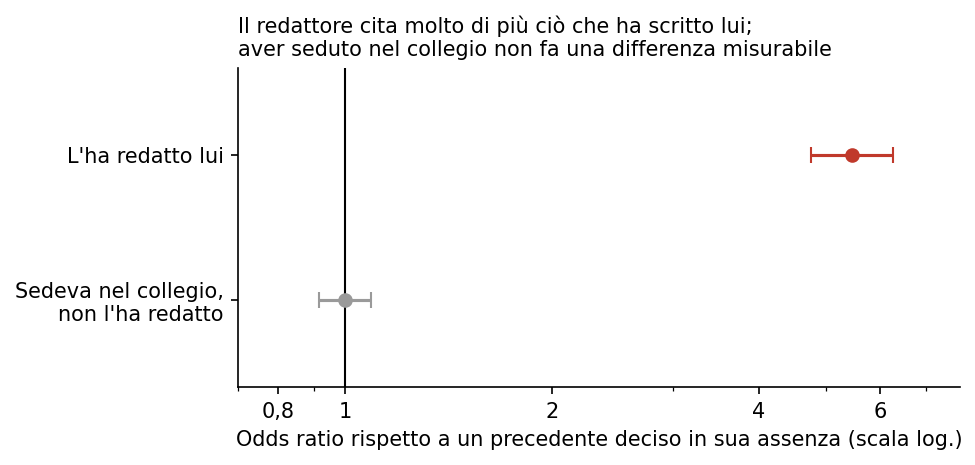 Il redattore cita molto di più ciò che ha scritto lui;
aver seduto nel collegio non fa una differenza misurabile
L'ha redatto lui
Sedeva nel collegio,
non l'ha redatto
0,8 1 2 4 6
Odds ratio rispetto a un precedente deciso in sua assenza (scala log.)